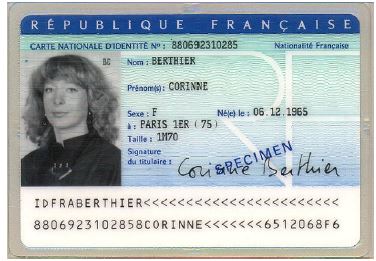 RÉPUBLIQUE FRANÇAISE
CARTE NATIONALE D'IDENTITÉ Nº : 880692310285 Nationalité Française
BC Nom : BERTHIER
Prénom(s) : CORINNE
Sexe : F Né(e) le : 06.12.1965
à : PARIS 1ER (75)
Taille : 1M70
Signature
du titulaire :
Corinne Berthier
SPECIMEN
IDFRABERTHIER<<<<<<<<<<<<<<<<<<<<<<<
8806923102858CORINNE<<<<<<<6512068F6